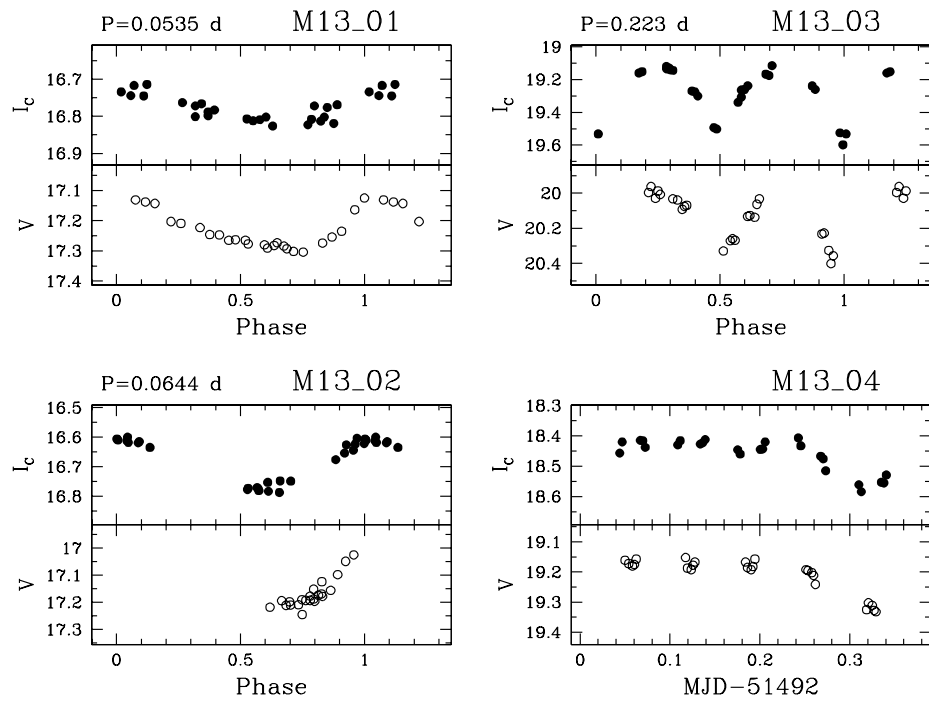 P=0.0535 d M13_01
16.7
16.8
16.9
I_C
17.1
17.2
17.3
17.4
V
0 0.5 1
Phase
P=0.223 d M13_03
19
19.2
19.4
19.6
I_C
20
20.2
20.4
V
0 0.5 1
Phase
P=0.0644 d M13_02
16.5
16.6
16.7
16.8
I_C
17
17.1
17.2
17.3
V
0 0.5 1
Phase
M13_04
18.3
18.4
18.5
18.6
I_C
19.1
19.2
19.3
19.4
V
0 0.1 0.2 0.3
MJD-51492